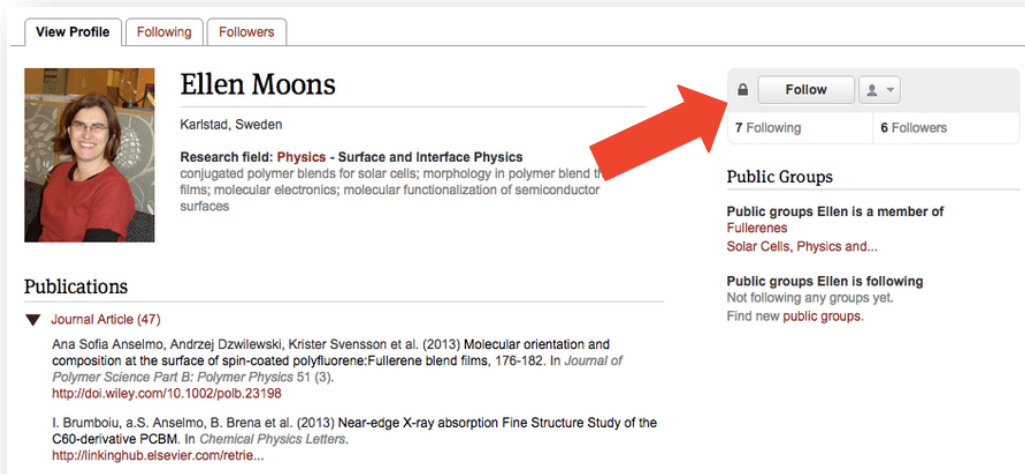 View Profile
Following
Followers
Ellen Moons
Karlstad, Sweden
Research field: Physics - Surface and Interface Physics
conjugated polymer blends for solar cells; morphology in polymer blend
films; molecular electronics; molecular functionalization of semiconductor
surfaces
Follow
7 Following
6 Followers
Public Groups
Public groups Ellen is a member of
Fullerenes
Solar Cells, Physics and...
Public groups Ellen is following
Not following any groups yet.
Find new public groups.
Publications
Journal Article (47)
Ana Sofia Anselmo, Andrzej Dzwilewski, Krister Svensson et al. (2013) Molecular orientation and
composition at the surface of spin-coated polyfluorene:Fullerene blend films, 176-182. In Journal of
Polymer Science Part B: Polymer Physics 51 (3).
http://doi.wiley.com/10.1002/polb.23198
I. Brumboiu, a.S. Anselmo, B. Brena et al. (2013) Near-edge X-ray absorption Fine Structure Study of the
C60-derivative PCBM. In Chemical Physics Letters.
http://linkinghub.elsevier.com/retrie...